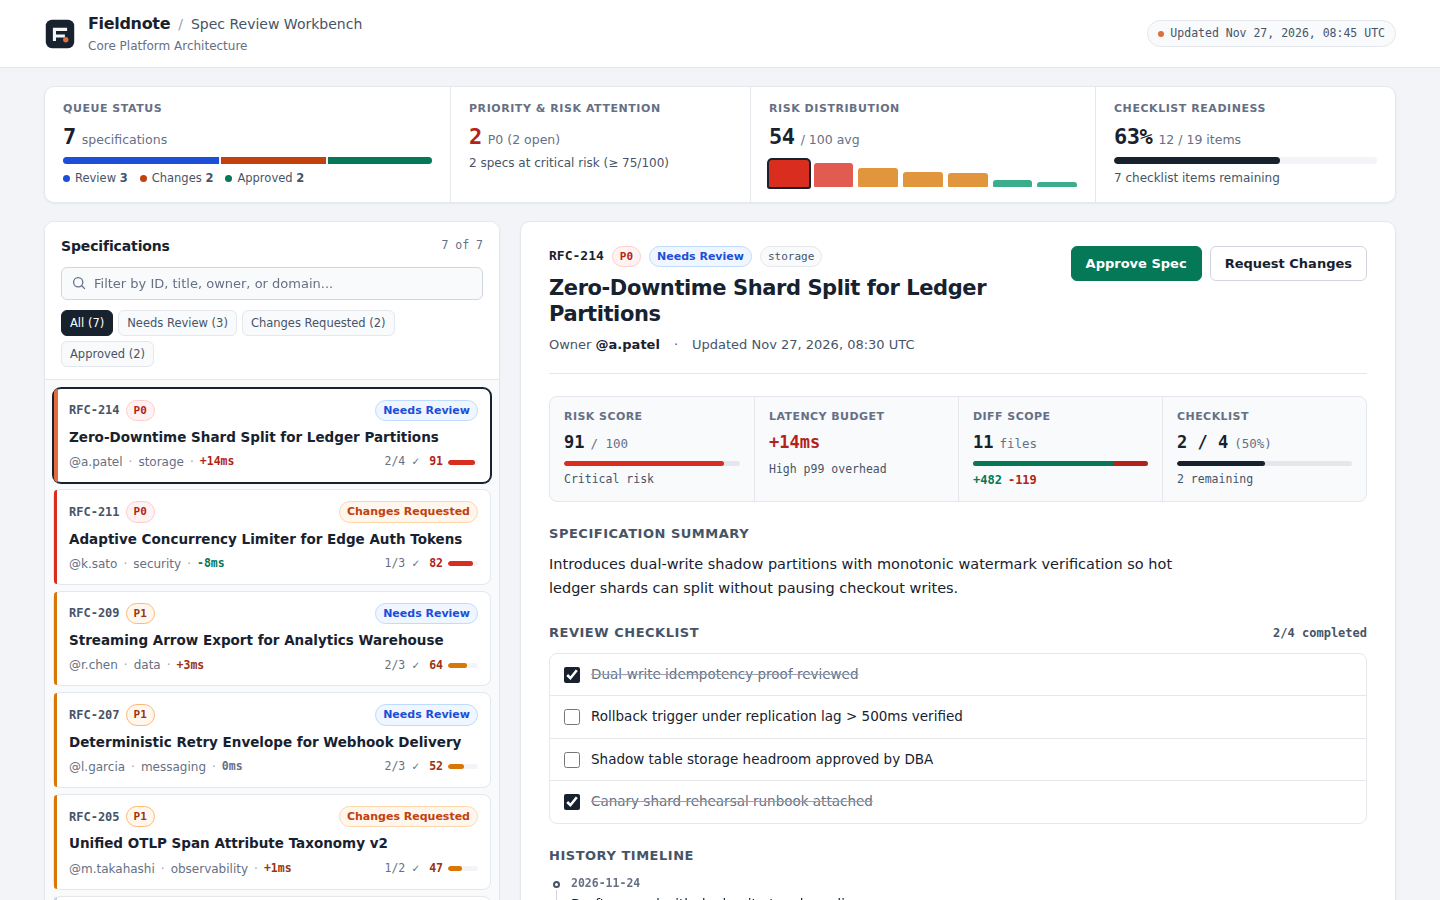 Fieldnote / Spec Review Workbench
Core Platform Architecture
Updated Nov 27, 2026, 08:45 UTC
QUEUE STATUS
7 specifications
Review 3 Changes 2 Approved 2
PRIORITY & RISK ATTENTION
2 P0 (2 open)
2 specs at critical risk (≥ 75/100)
RISK DISTRIBUTION
54 / 100 avg
CHECKLIST READINESS
63% 12 / 19 items
7 checklist items remaining
Specifications 7 of 7
Filter by ID, title, owner, or domain...
All (7) Needs Review (3) Changes Requested (2)
Approved (2)
RFC-214 P0 Needs Review
Zero-Downtime Shard Split for Ledger Partitions
@a.patel · storage · +14ms 2/4 ✓ 91
RFC-211 P0 Changes Requested
Adaptive Concurrency Limiter for Edge Auth Tokens
@k.sato · security · -8ms 1/3 ✓ 82
RFC-209 P1 Needs Review
Streaming Arrow Export for Analytics Warehouse
@r.chen · data · +3ms 2/3 ✓ 64
RFC-207 P1 Needs Review
Deterministic Retry Envelope for Webhook Delivery
@l.garcia · messaging · 0ms 2/3 ✓ 52
RFC-205 P1 Changes Requested
Unified OTLP Span Attribute Taxonomy v2
@m.takahashi · observability · +1ms 1/2 ✓ 47
RFC-214 P0 Needs Review storage
Approve Spec Request Changes
Zero-Downtime Shard Split for Ledger
Partitions
Owner @a.patel · Updated Nov 27, 2026, 08:30 UTC
RISK SCORE
91 / 100
Critical risk
LATENCY BUDGET
+14ms
High p99 overhead
DIFF SCOPE
11 files
+482 -119
CHECKLIST
2 / 4 (50%)
2 remaining
SPECIFICATION SUMMARY
Introduces dual-write shadow partitions with monotonic watermark verification so hot
ledger shards can split without pausing checkout writes.
REVIEW CHECKLIST 2/4 completed
Dual-write idempotency proof reviewed
Rollback trigger under replication lag > 500ms verified
Shadow table storage headroom approved by DBA
Canary shard rehearsal runbook attached
HISTORY TIMELINE
2026-11-24